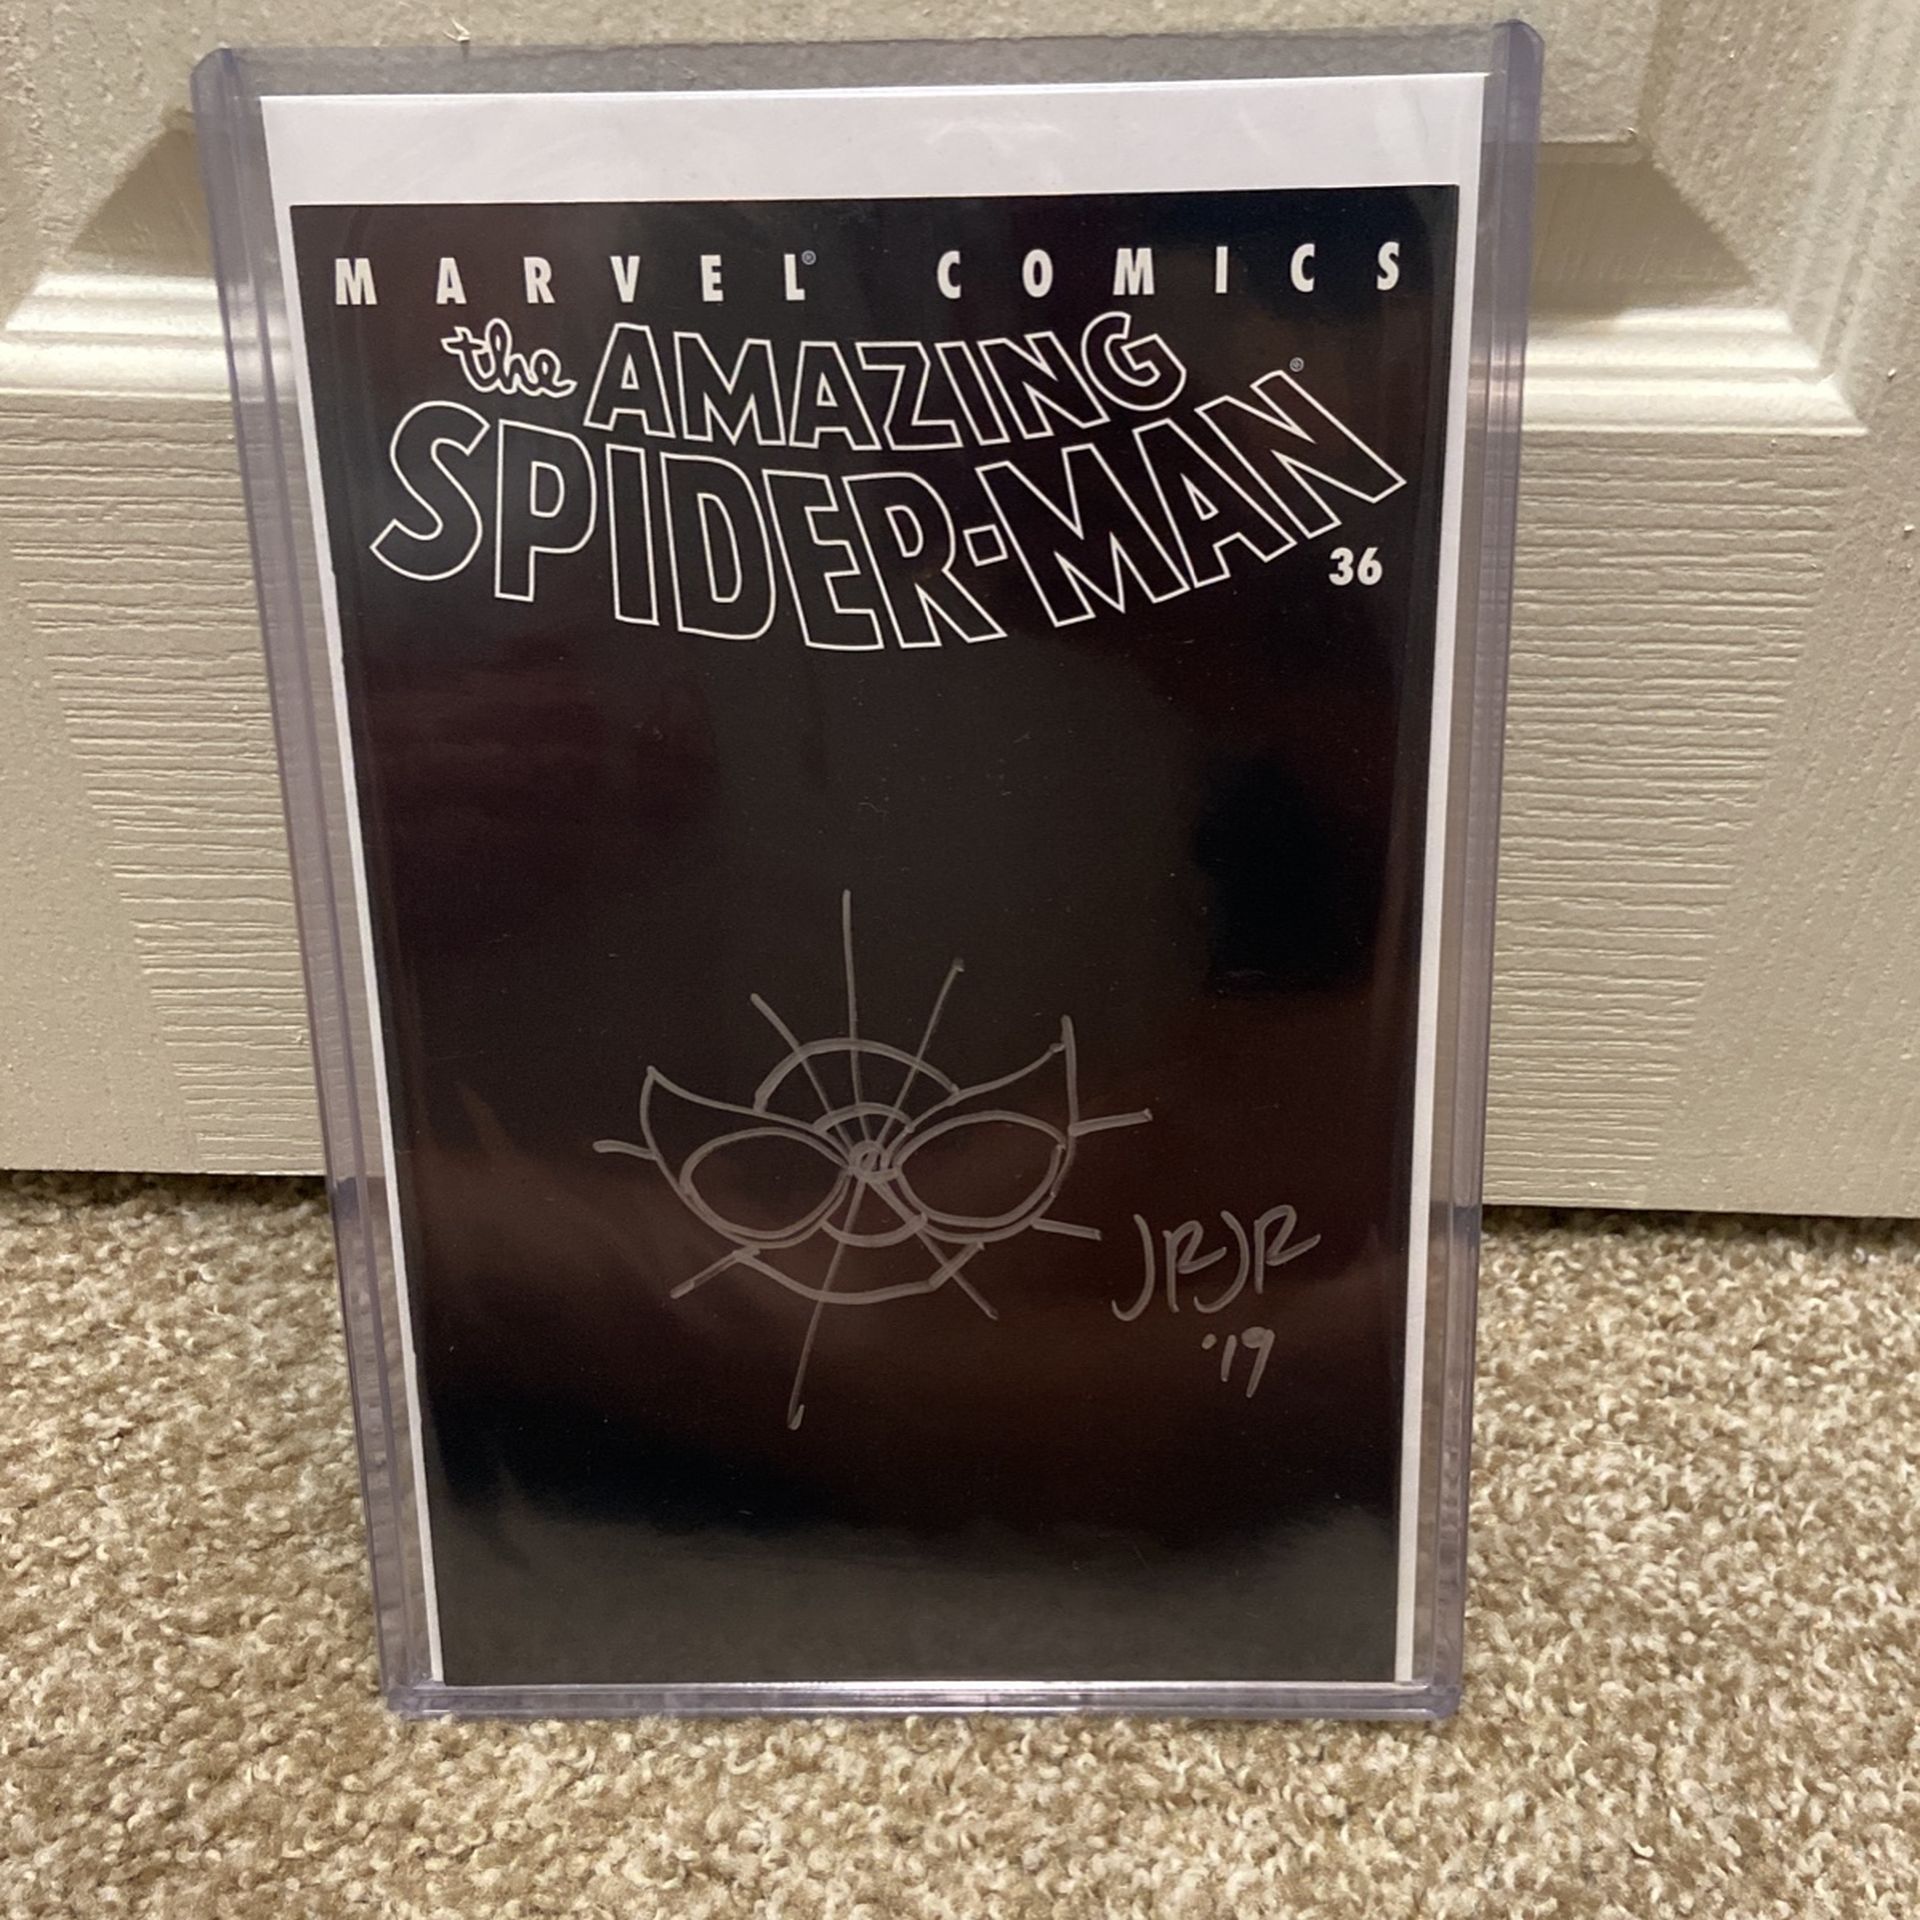 MARVEL® COMICS
the AMAZING
SPIDER-MAN®
36
JRJR
'19